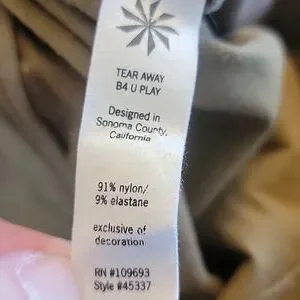 TEAR AWAY
B4 U PLAY
Designed in
Sonoma County,
California
91% nylon/
9% elastane
exclusive of
decoration
RN #109693
Style #45337